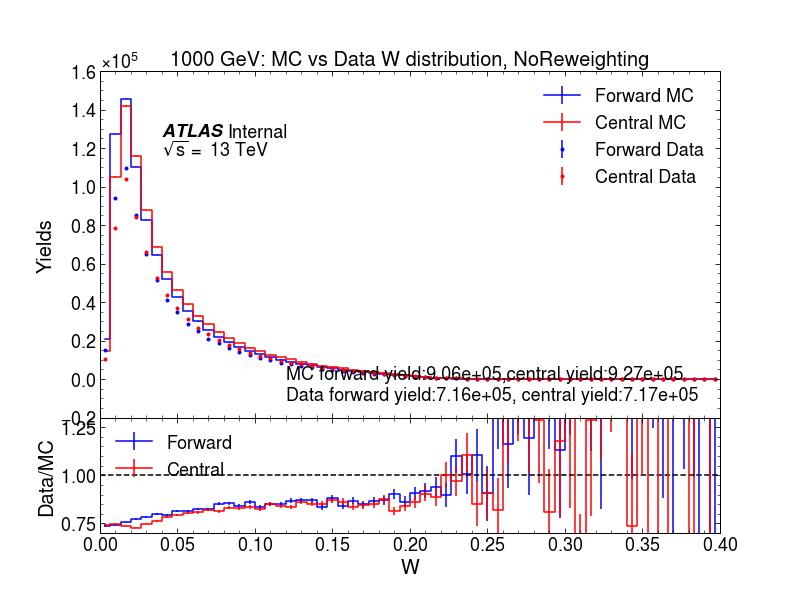 ×10⁵
1000 GeV: MC vs Data W distribution, NoReweighting
1.6
1.4
1.2
1.0
0.8
0.6
0.4
0.2
0.0
0.2
Yields
ATLAS Internal
√s = 13 TeV
Forward MC
Central MC
Forward Data
Central Data
MC forward yield:9.06e+05 central yield:9.27e+05
Data forward yield:7.16e+05, central yield:7.17e+05
1.25
1.00
0.75
Data/MC
Forward
Central
0.00 0.05 0.10 0.15 0.20 0.25 0.30 0.35 0.40
W